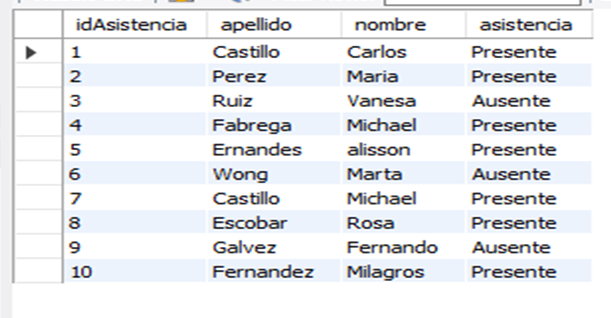 idAsistencia apellido nombre asistencia
1 Castillo Carlos Presente
2 Perez Maria Presente
3 Ruiz Vanesa Ausente
4 Fabrega Michael Presente
5 Ernandes alisson Presente
6 Wong Marta Ausente
7 Castillo Michael Presente
8 Escobar Rosa Presente
9 Galvez Fernando Ausente
10 Fernandez Milagros Presente